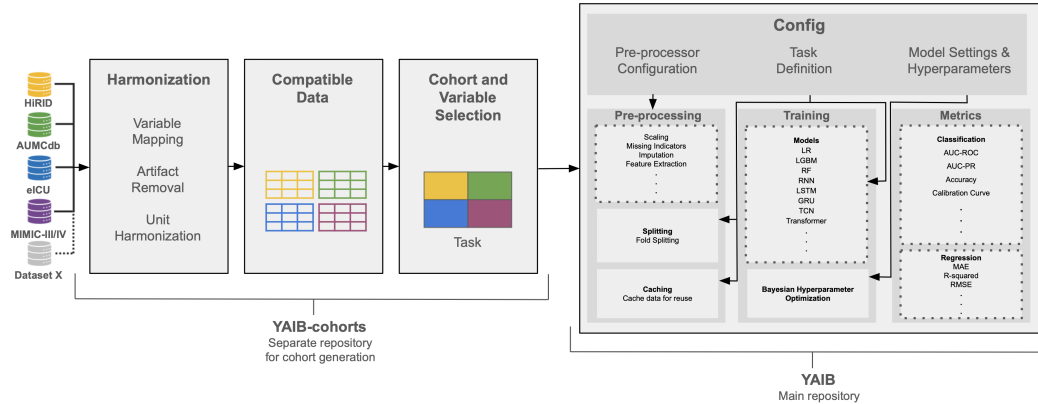 HiRID
AUMCdb
eICU
MIMIC-III/IV
Dataset X
Harmonization
Variable
Mapping
Artifact
Removal
Unit
Harmonization
Compatible
Data
Cohort and
Variable
Selection
Task
YAIB-cohorts
Separate repository
for cohort generation
Config
Pre-processor
Configuration
Task
Definition
Model Settings &
Hyperparameters
Pre-processing
Scaling
Missing Indicators
Imputation
Feature Extraction
Splitting
Fold Splitting
Caching
Cache data for reuse
Training
Models
LR
LGBM
RF
RNN
LSTM
GRU
TCN
Transformer
Bayesian Hyperparameter
Optimization
Metrics
Classification
AUC-ROC
AUC-PR
Accuracy
Calibration Curve
Regression
MAE
R-squared
RMSE
YAIB
Main repository